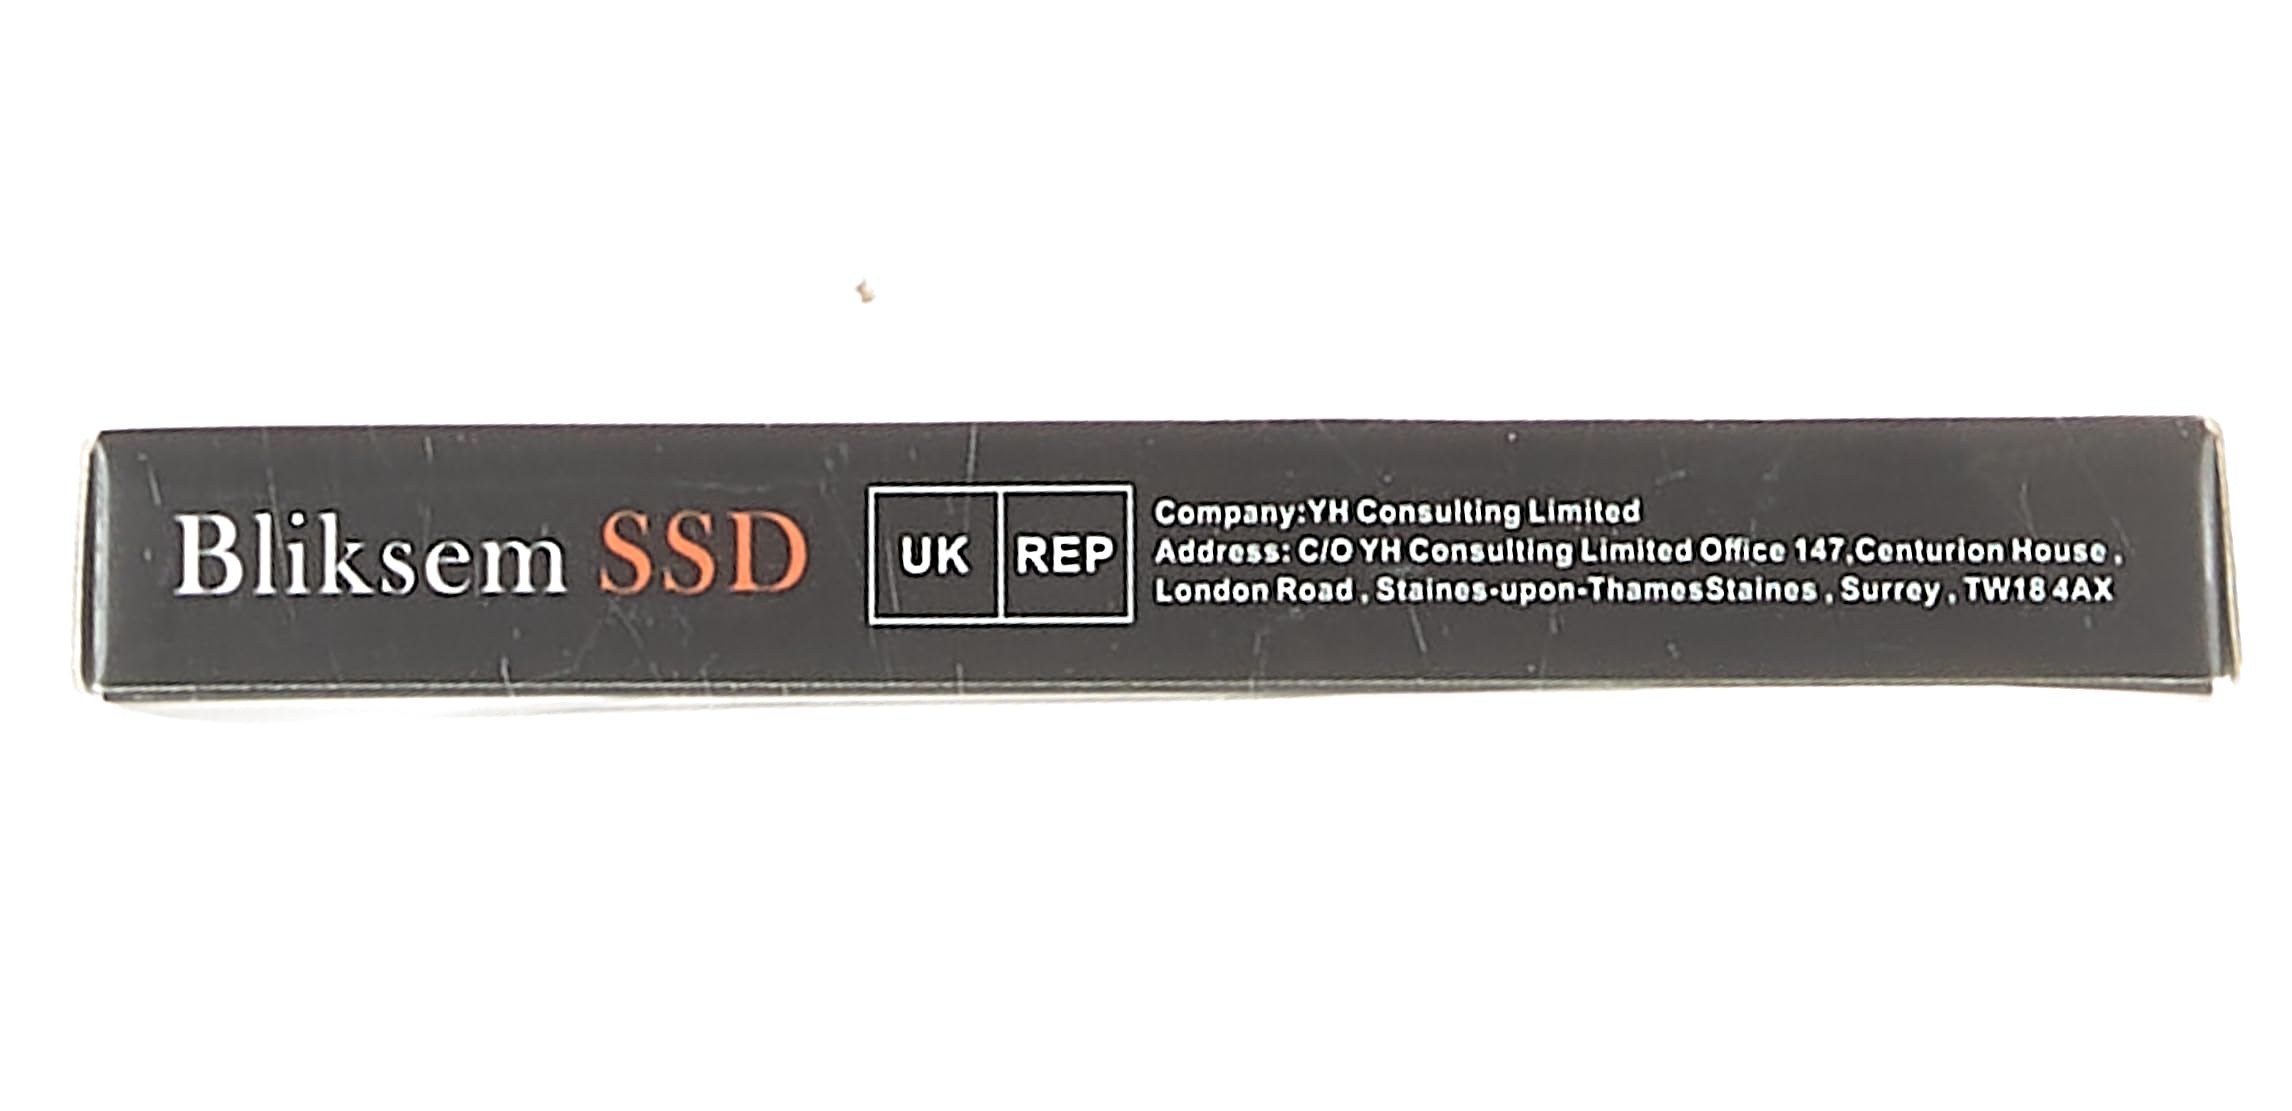 Bliksem SSD
UK REP
Company:YH Consulting Limited
Address: C/O YH Consulting Limited Office 147,Centurion House,
London Road, Staines-upon-ThamesStaines, Surrey, TW18 4AX